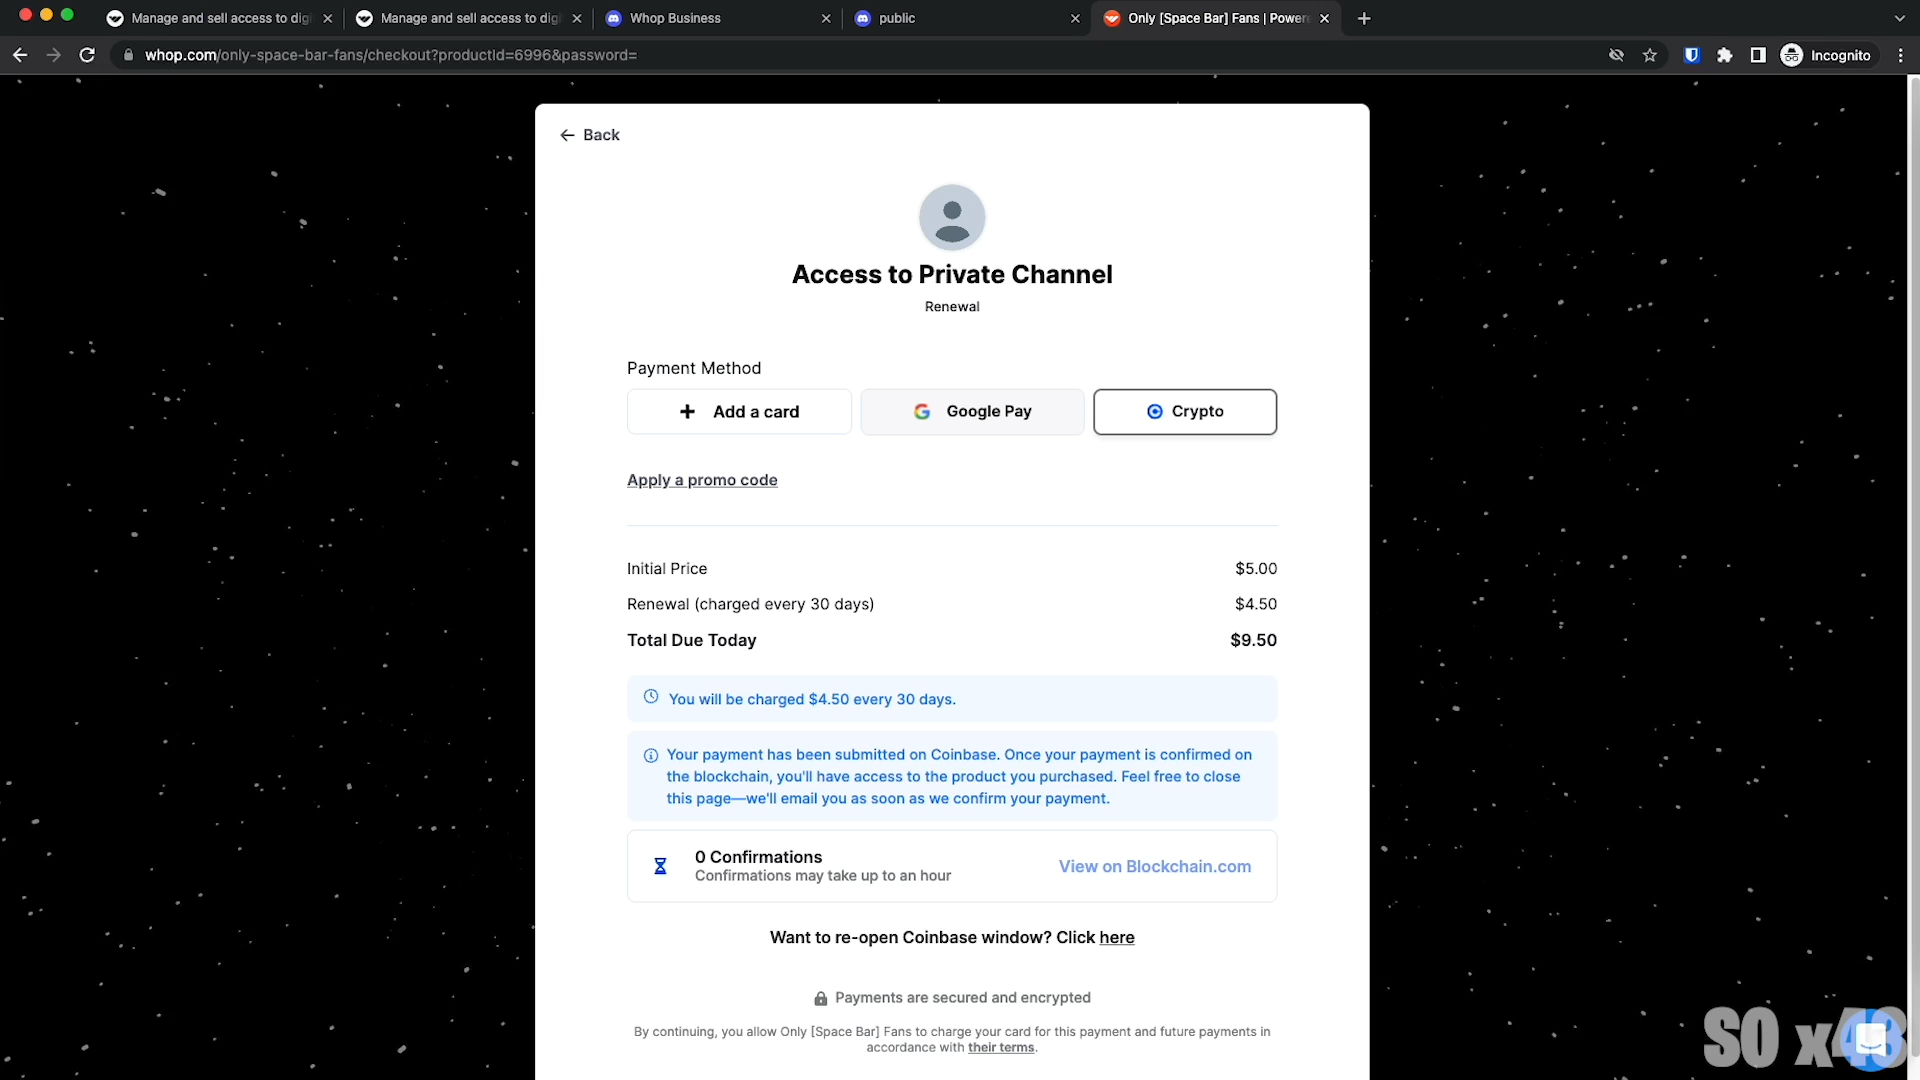 Manage and sell access to digi
Manage and sell access to digi
Whop Business
public
Only [Space Bar] Fans | Powere
whop.com/only-space-bar-fans/checkout?productId=6996&password=
Incognito
Back
Access to Private Channel
Renewal
Payment Method
Add a card
Google Pay
Crypto
Apply a promo code
Initial Price $5.00
Renewal (charged every 30 days) $4.50
Total Due Today $9.50
You will be charged $4.50 every 30 days.
Your payment has been submitted on Coinbase. Once your payment is confirmed on
the blockchain, you'll have access to the product you purchased. Feel free to close
this page—we'll email you as soon as we confirm your payment.
0 Confirmations
Confirmations may take up to an hour
View on Blockchain.com
Want to re-open Coinbase window? Click here
Payments are secured and encrypted
By continuing, you allow Only [Space Bar] Fans to charge your card for this payment and future payments in
accordance with their terms.